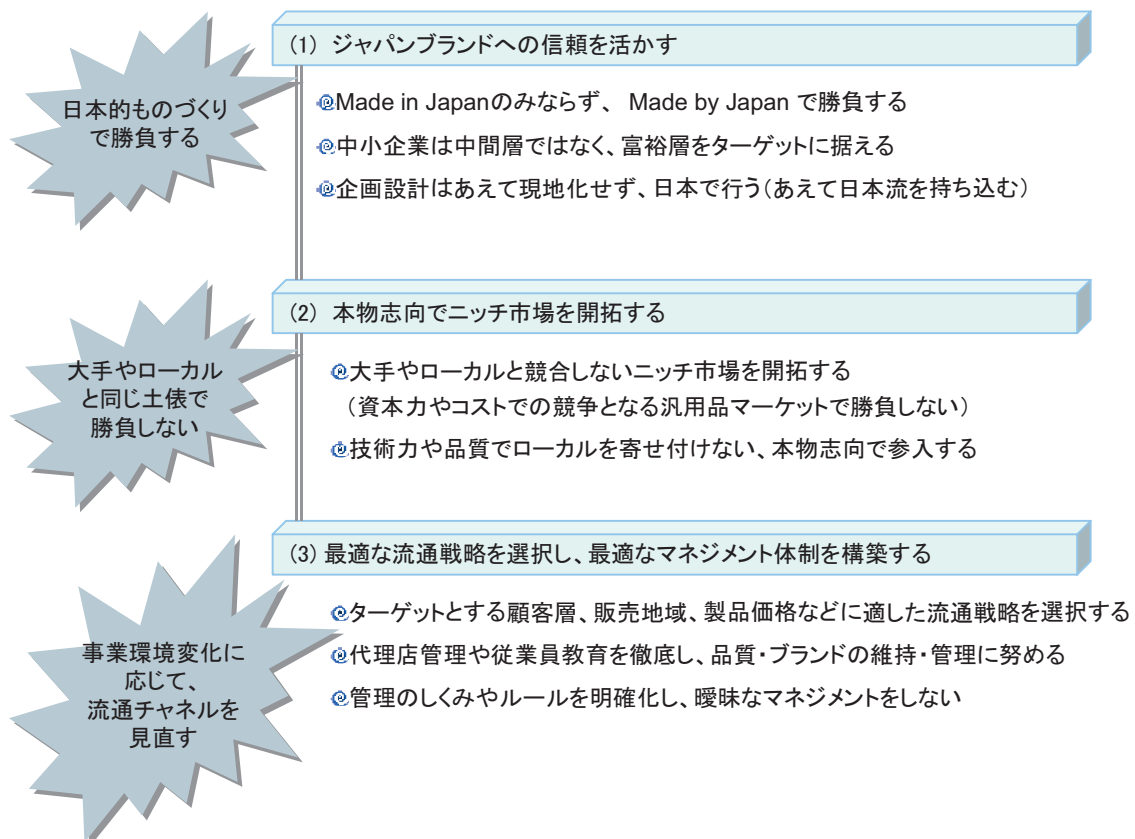 (1) ジャパンブランドへの信頼を活かす
日本的ものづくり
で勝負する
Made in Japanのみならず、 Made by Japan で勝負する
中小企業は中間層ではなく、富裕層をターゲットに据える
企画設計はあえて現地化せず、日本で行う（あえて日本流を持ち込む）
(2) 本物志向でニッチ市場を開拓する
大手やローカル
と同じ土俵で
勝負しない
大手やローカルと競合しないニッチ市場を開拓する
（資本力やコストでの競争となる汎用品マーケットで勝負しない）
技術力や品質でローカルを寄せ付けない、本物志向で参入する
(3) 最適な流通戦略を選択し、最適なマネジメント体制を構築する
事業環境変化に
応じて、
流通チャネルを
見直す
ターゲットとする顧客層、販売地域、製品価格などに適した流通戦略を選択する
代理店管理や従業員教育を徹底し、品質・ブランドの維持・管理に努める
管理のしくみやルールを明確化し、曖昧なマネジメントをしない